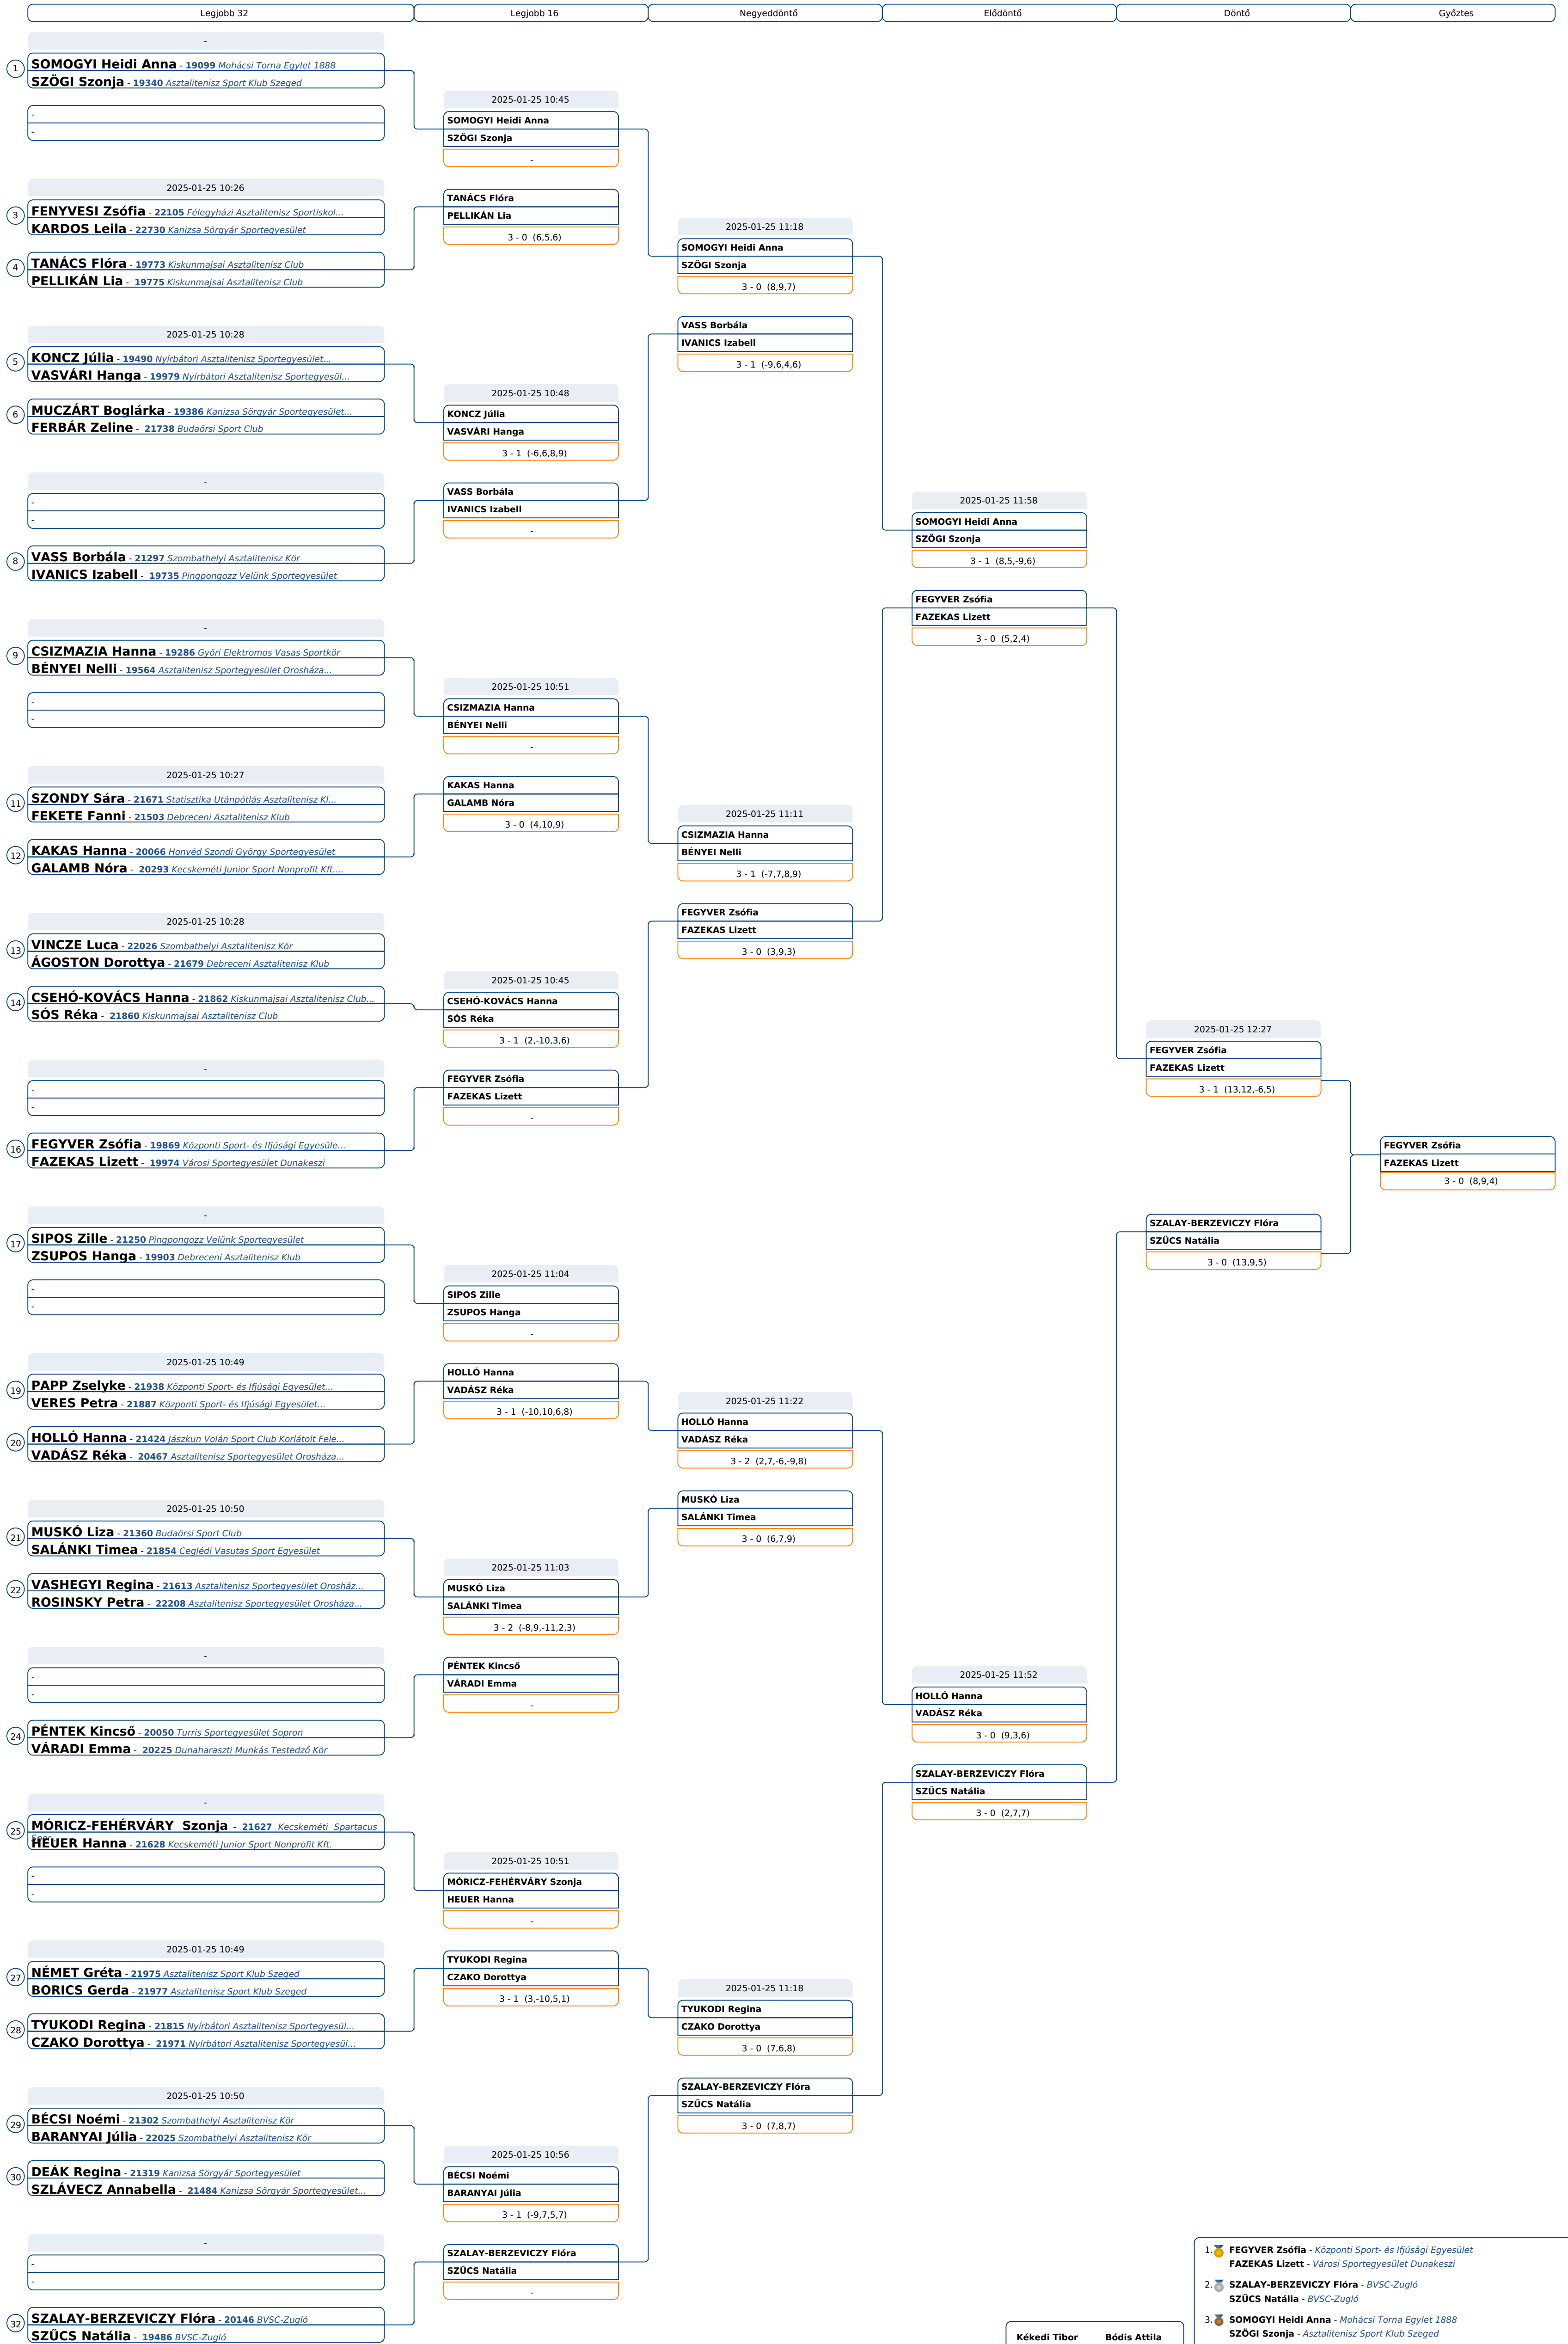 Legjobb 32
Legjobb 16
Negyeddöntő
Elődöntő
Döntő
Győztes
-
1
SOMOGYI Heidi Anna - 19099 Mohácsi Torna Egylet 1888
SZÖGI Szonja - 19340 Asztalitenisz Sport Klub Szeged
-
-
2025-01-25 10:26
3
FENYVESI Zsófia - 22105 Félegyházi Asztalitenisz Sportiskol...
KARDOS Leila - 22730 Kanizsa Sörgyár Sportegyesület
4
TANÁCS Flóra - 19773 Kiskunmajsai Asztalitenisz Club
PELLIKÁN Lia - 19775 Kiskunmajsai Asztalitenisz Club
2025-01-25 10:28
5
KONCZ Júlia - 19490 Nyírbátori Asztalitenisz Sportegyesület...
VASVÁRI Hanga - 19979 Nyírbátori Asztalitenisz Sportegyesül...
6
MUCZÁRT Boglárka - 19386 Kanizsa Sörgyár Sportegyesület...
FERBÁR Zeline - 21738 Budaörsi Sport Club
-
-
-
8
VASS Borbála - 21297 Szombathelyi Asztalitenisz Kör
IVANICS Izabell - 19735 Pingpongozz Velünk Sportegyesület
-
9
CSIZMAZIA Hanna - 19286 Győri Elektromos Vasas Sportkör
BÉNYEI Nelli - 19564 Asztalitenisz Sportegyesület Orosháza...
-
-
2025-01-25 10:27
11
SZONDY Sára - 21671 Statisztika Utánpótlás Asztalitenisz Kl...
FEKETE Fanni - 21503 Debreceni Asztalitenisz Klub
12
KAKAS Hanna - 20066 Honvéd Szondi György Sportegyesület
GALAMB Nóra - 20293 Kecskeméti Junior Sport Nonprofit Kft....
2025-01-25 10:28
13
VINCZE Luca - 22026 Szombathelyi Asztalitenisz Kör
ÁGOSTON Dorottya - 21679 Debreceni Asztalitenisz Klub
14
CSEHÓ-KOVÁCS Hanna - 21862 Kiskunmajsai Asztalitenisz Club...
SÓS Réka - 21860 Kiskunmajsai Asztalitenisz Club
-
-
-
16
FEGYVER Zsófia - 19869 Központi Sport- és Ifjúsági Egyesüle...
FAZEKAS Lizett - 19974 Városi Sportegyesület Dunakeszi
-
17
SIPOS Zille - 21250 Pingpongozz Velünk Sportegyesület
ZSUPOS Hanga - 19903 Debreceni Asztalitenisz Klub
-
-
2025-01-25 10:49
19
PAPP Zselyke - 21938 Központi Sport- és Ifjúsági Egyesület...
VERES Petra - 21887 Központi Sport- és Ifjúsági Egyesület...
20
HOLLÓ Hanna - 21424 Jászkun Volán Sport Club Korlátolt Fele...
VADÁSZ Réka - 20467 Asztalitenisz Sportegyesület Orosháza...
2025-01-25 10:50
21
MUSKÓ Liza - 21360 Budaörsi Sport Club
SALÁNKI Timea - 21854 Ceglédi Vasutas Sport Egyesület
22
VASHEGYI Regina - 21613 Asztalitenisz Sportegyesület Orosház...
ROSINSKY Petra - 22208 Asztalitenisz Sportegyesület Orosháza...
-
-
-
24
PÉNTEK Kincső - 20050 Turris Sportegyesület Sopron
VÁRADI Emma - 20225 Dunaharaszti Munkás Testedző Kör
-
25
MÓRICZ-FEHÉRVÁRY Szonja - 21627 Kecskeméti Spartacus
HEUER Hanna - 21628 Kecskeméti Junior Sport Nonprofit Kft.
-
-
2025-01-25 10:49
27
NÉMET Gréta - 21975 Asztalitenisz Sport Klub Szeged
BORICS Gerda - 21977 Asztalitenisz Sport Klub Szeged
28
TYUKODI Regina - 21815 Nyírbátori Asztalitenisz Sportegyesül...
CZAKO Dorottya - 21971 Nyírbátori Asztalitenisz Sportegyesül...
2025-01-25 10:50
29
BÉCSI Noémi - 21302 Szombathelyi Asztalitenisz Kör
BARANYAI Júlia - 22025 Szombathelyi Asztalitenisz Kör
30
DEÁK Regina - 21319 Kanizsa Sörgyár Sportegyesület
SZLÁVECZ Annabella - 21484 Kanizsa Sörgyár Sportegyesület...
-
-
-
32
SZALAY-BERZEVICZY Flóra - 20146 BVSC-Zugló
SZŰCS Natália - 19486 BVSC-Zugló
2025-01-25 10:45
SOMOGYI Heidi Anna
SZÖGI Szonja
-
TANÁCS Flóra
PELLIKÁN Lia
3 - 0 (6,5,6)
2025-01-25 10:48
KONCZ Júlia
VASVÁRI Hanga
3 - 1 (-6,6,8,9)
VASS Borbála
IVANICS Izabell
-
2025-01-25 10:51
CSIZMAZIA Hanna
BÉNYEI Nelli
-
KAKAS Hanna
GALAMB Nóra
3 - 0 (4,10,9)
2025-01-25 10:45
CSEHÓ-KOVÁCS Hanna
SÓS Réka
3 - 1 (2,-10,3,6)
FEGYVER Zsófia
FAZEKAS Lizett
-
2025-01-25 11:04
SIPOS Zille
ZSUPOS Hanga
-
HOLLÓ Hanna
VADÁSZ Réka
3 - 1 (-10,10,6,8)
2025-01-25 11:03
MUSKÓ Liza
SALÁNKI Timea
3 - 2 (-8,9,-11,2,3)
PÉNTEK Kincső
VÁRADI Emma
-
2025-01-25 10:51
MÓRICZ-FEHÉRVÁRY Szonja
HEUER Hanna
-
TYUKODI Regina
CZAKO Dorottya
3 - 1 (3,-10,5,1)
2025-01-25 10:56
BÉCSI Noémi
BARANYAI Júlia
3 - 1 (-9,7,5,7)
SZALAY-BERZEVICZY Flóra
SZŰCS Natália
-
2025-01-25 11:18
SOMOGYI Heidi Anna
SZÖGI Szonja
3 - 0 (8,9,7)
VASS Borbála
IVANICS Izabell
3 - 1 (-9,6,4,6)
2025-01-25 11:11
CSIZMAZIA Hanna
BÉNYEI Nelli
3 - 1 (-7,7,8,9)
FEGYVER Zsófia
FAZEKAS Lizett
3 - 0 (3,9,3)
2025-01-25 11:22
HOLLÓ Hanna
VADÁSZ Réka
3 - 2 (2,7,-6,-9,8)
MUSKÓ Liza
SALÁNKI Timea
3 - 0 (6,7,9)
2025-01-25 11:18
TYUKODI Regina
CZAKO Dorottya
3 - 0 (7,6,8)
SZALAY-BERZEVICZY Flóra
SZŰCS Natália
3 - 0 (7,8,7)
2025-01-25 11:58
SOMOGYI Heidi Anna
SZÖGI Szonja
3 - 1 (8,5,-9,6)
FEGYVER Zsófia
FAZEKAS Lizett
3 - 0 (5,2,4)
2025-01-25 11:52
HOLLÓ Hanna
VADÁSZ Réka
3 - 0 (9,3,6)
SZALAY-BERZEVICZY Flóra
SZŰCS Natália
3 - 0 (2,7,7)
2025-01-25 12:27
FEGYVER Zsófia
FAZEKAS Lizett
3 - 1 (13,12,-6,5)
SZALAY-BERZEVICZY Flóra
SZŰCS Natália
3 - 0 (13,9,5)
FEGYVER Zsófia
FAZEKAS Lizett
3 - 0 (8,9,4)
Kékedi Tibor
Bódis Attila
1. FEGYVER Zsófia - Központi Sport- és Ifjúsági Egyesület
FAZEKAS Lizett - Városi Sportegyesület Dunakeszi
2. SZALAY-BERZEVICZY Flóra - BVSC-Zugló
SZŰCS Natália - BVSC-Zugló
3. SOMOGYI Heidi Anna - Mohácsi Torna Egylet 1888
SZÖGI Szonja - Asztalitenisz Sport Klub Szeged